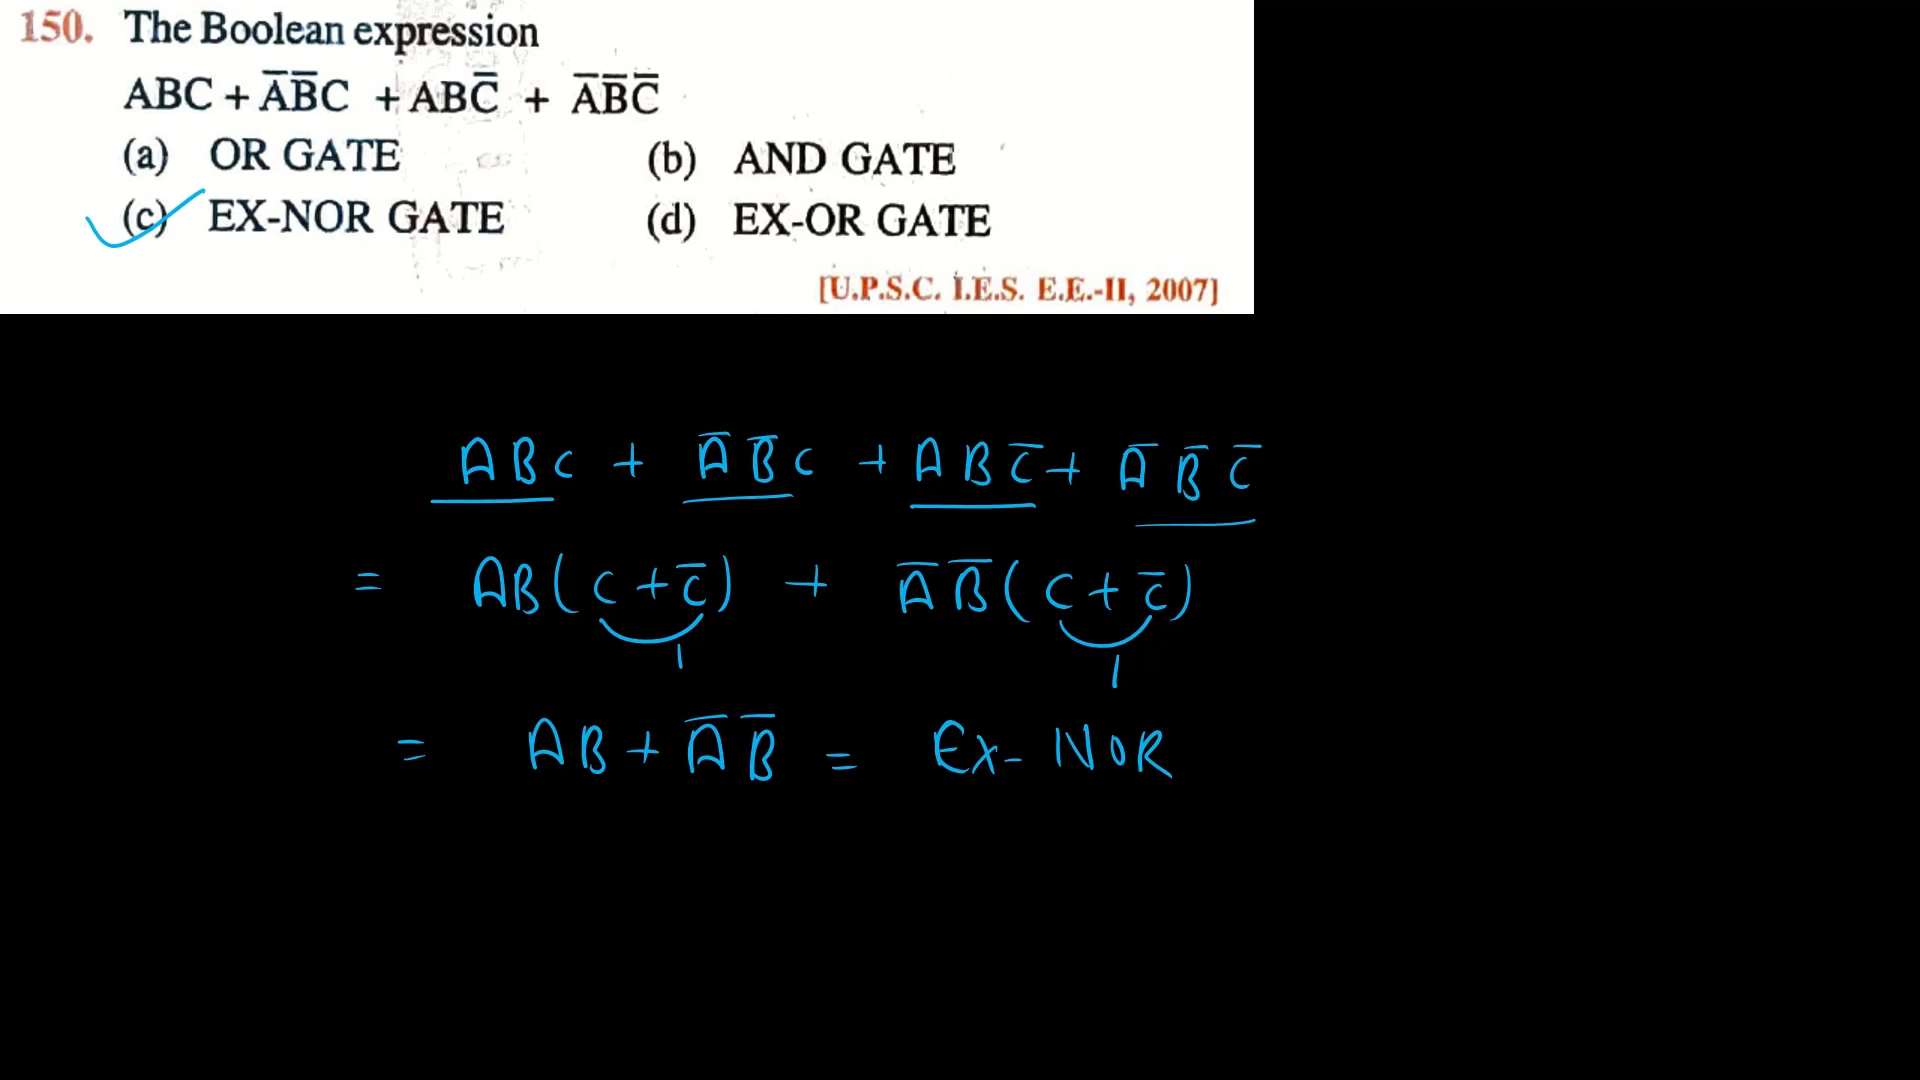 150. The Boolean expression
ABC + A̅B̅C + ABC̅ + A̅B̅C̅
(a) OR GATE (b) AND GATE
(c) EX-NOR GATE (d) EX-OR GATE
[U.P.S.C. I.E.S. E.E.-II, 2007]
ABC + A̅ B̅ C + A B C̅ + A̅ B̅ C̅
= AB(C + C̅) + A̅ B̅ (C + C̅)
1 1
= AB + A̅ B̅ = Ex-NOR